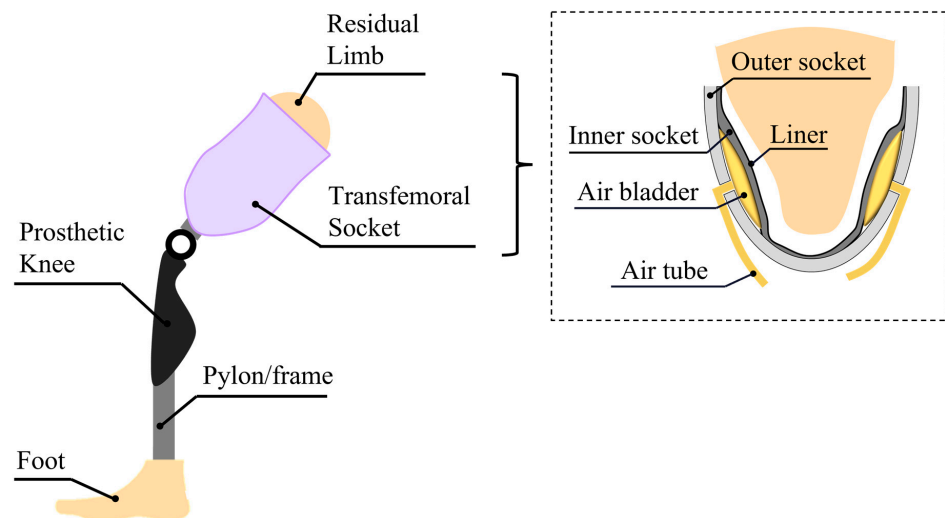 Residual
Limb
Transfemoral
Socket
Prosthetic
Knee
Pylon/frame
Foot
Outer socket
Inner socket
Liner
Air bladder
Air tube